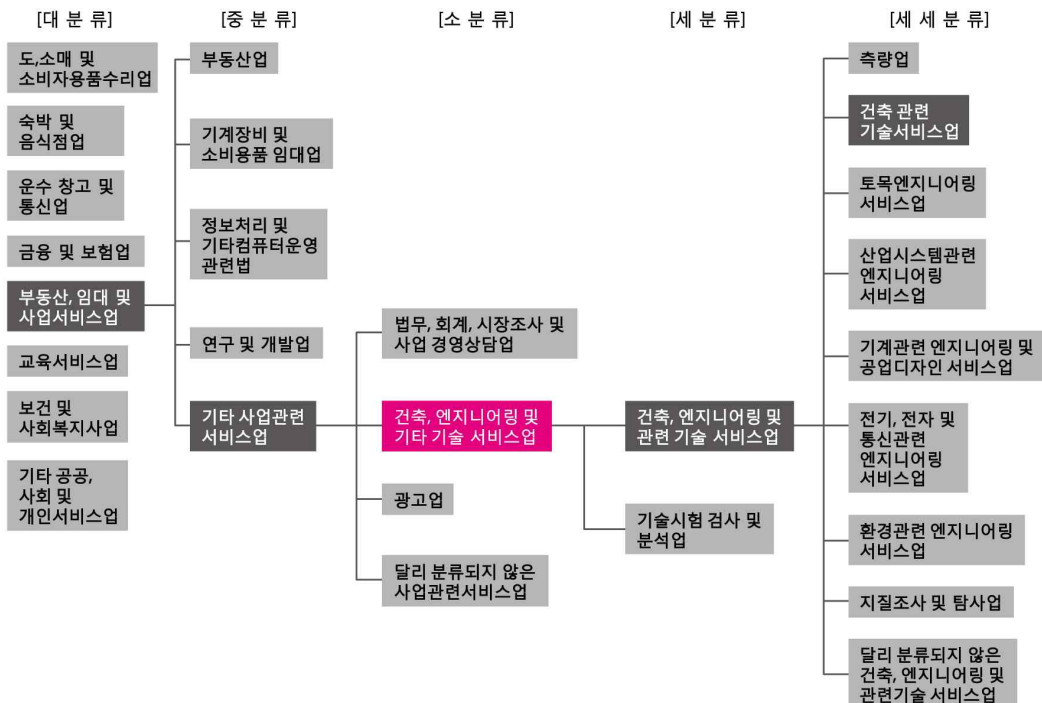 [대 분 류]
도,소매 및
소비자용품수리업
숙박 및
음식점업
운수 창고 및
통신업
금융 및 보험업
부동산, 임대 및
사업서비스업
교육서비스업
보건 및
사회복지사업
기타 공공,
사회 및
개인서비스업
[중 분 류]
부동산업
기계장비 및
소비용품 임대업
정보처리 및
기타컴퓨터운영
관련법
연구 및 개발업
기타 사업관련
서비스업
[소 분 류]
법무, 회계, 시장조사 및
사업 경영상담업
건축, 엔지니어링 및
기타 기술 서비스업
광고업
달리 분류되지 않은
사업관련서비스업
[세 분 류]
건축, 엔지니어링 및
관련 기술 서비스업
기술시험 검사 및
분석업
[세 세 분 류]
측량업
건축 관련
기술서비스업
토목엔지니어링
서비스업
산업시스템관련
엔지니어링
서비스업
기계관련 엔지니어링 및
공업디자인 서비스업
전기, 전자 및
통신관련
엔지니어링
서비스업
환경관련 엔지니어링
서비스업
지질조사 및 탐사업
달리 분류되지 않은
건축, 엔지니어링 및
관련기술 서비스업